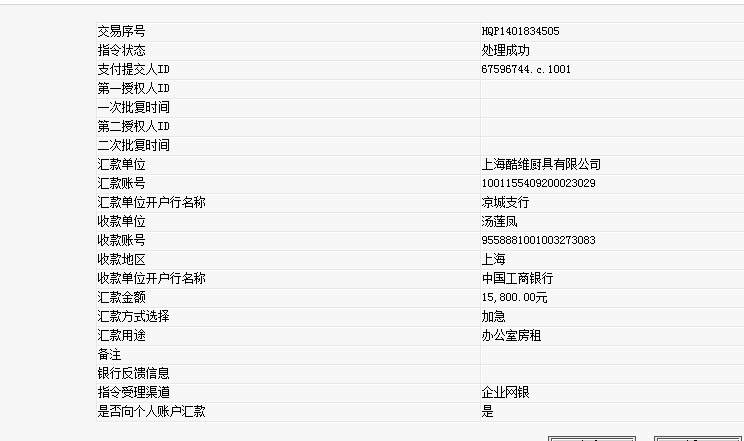 交易序号 HQP1401834505
指令状态 处理成功
支付提交人ID 67596744.c.1001
第一授权人ID
一次批复时间
第二授权人ID
二次批复时间
汇款单位 上海酷维厨具有限公司
汇款账号 1001155409200023029
汇款单位开户行名称 凉城支行
收款单位 汤莲凤
收款账号 9558881001003273083
收款地区 上海
收款单位开户行名称 中国工商银行
汇款金额 15,800.00元
汇款方式选择 加急
汇款用途 办公室房租
备注
银行反馈信息
指令受理渠道 企业网银
是否向个人账户汇款 是